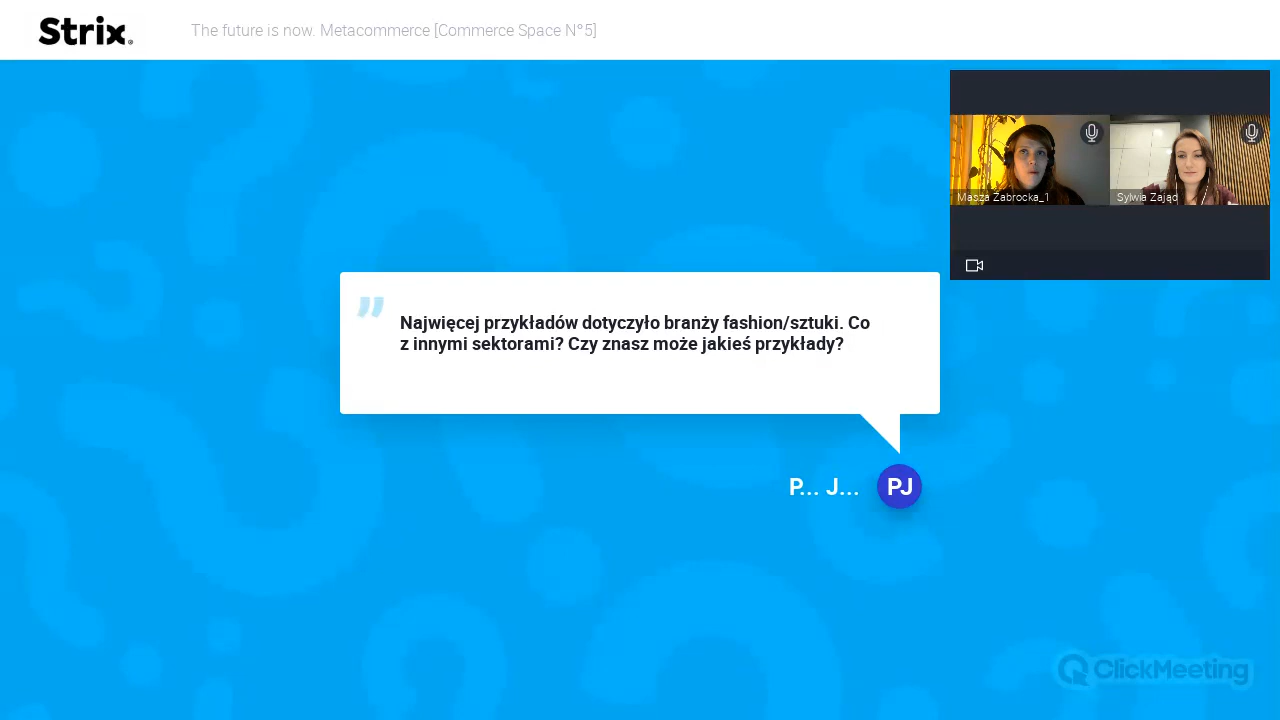 Strix®
The future is now. Metacommerce [Commerce Space N°5]
Masza Żabrocka_1
Sylwia Zając
Najwięcej przykładów dotyczyło branży fashion/sztuki. Co
z innymi sektorami? Czy znasz może jakieś przykłady?
P... J...
PJ
ClickMeeting